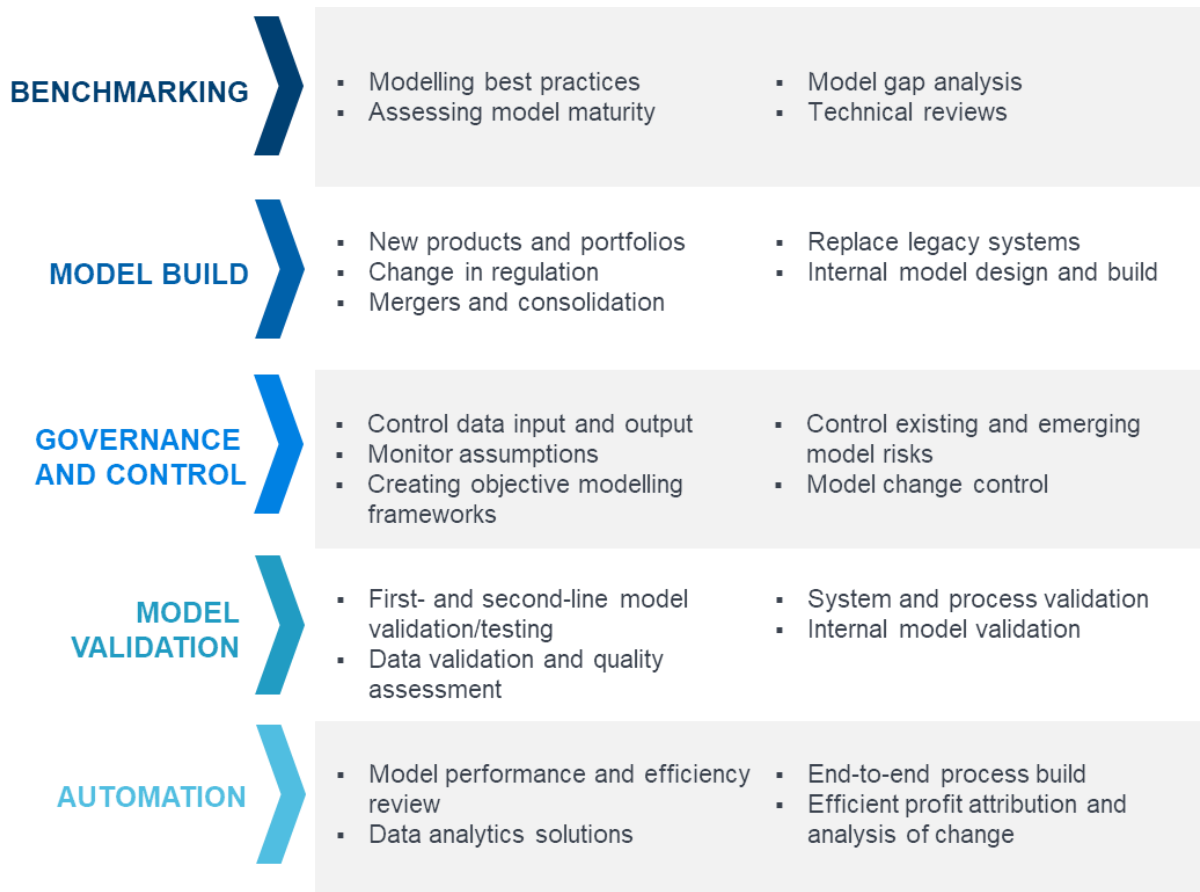 BENCHMARKING
▪ Modelling best practices
▪ Assessing model maturity
▪ Model gap analysis
▪ Technical reviews
MODEL BUILD
▪ New products and portfolios
▪ Change in regulation
▪ Mergers and consolidation
▪ Replace legacy systems
▪ Internal model design and build
GOVERNANCE
AND CONTROL
▪ Control data input and output
▪ Monitor assumptions
▪ Creating objective modelling
frameworks
▪ Control existing and emerging
model risks
▪ Model change control
MODEL
VALIDATION
▪ First- and second-line model
validation/testing
▪ Data validation and quality
assessment
▪ System and process validation
▪ Internal model validation
AUTOMATION
▪ Model performance and efficiency
review
▪ Data analytics solutions
▪ End-to-end process build
▪ Efficient profit attribution and
analysis of change